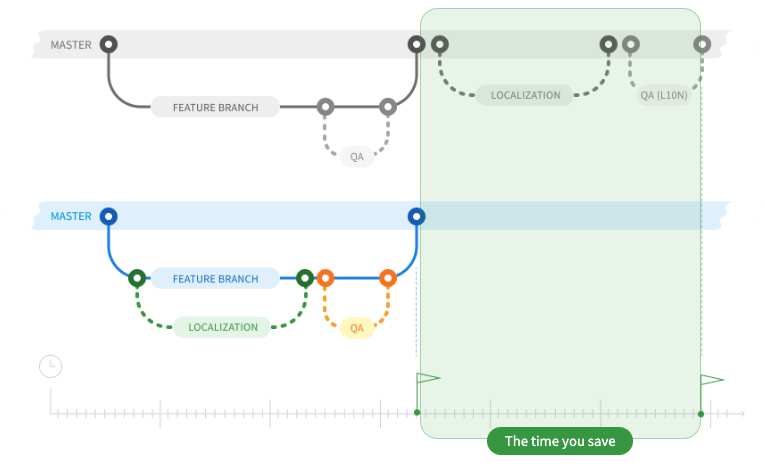 MASTER
FEATURE BRANCH
QA
LOCALIZATION
QA (L10N)
MASTER
FEATURE BRANCH
LOCALIZATION
QA
The time you save